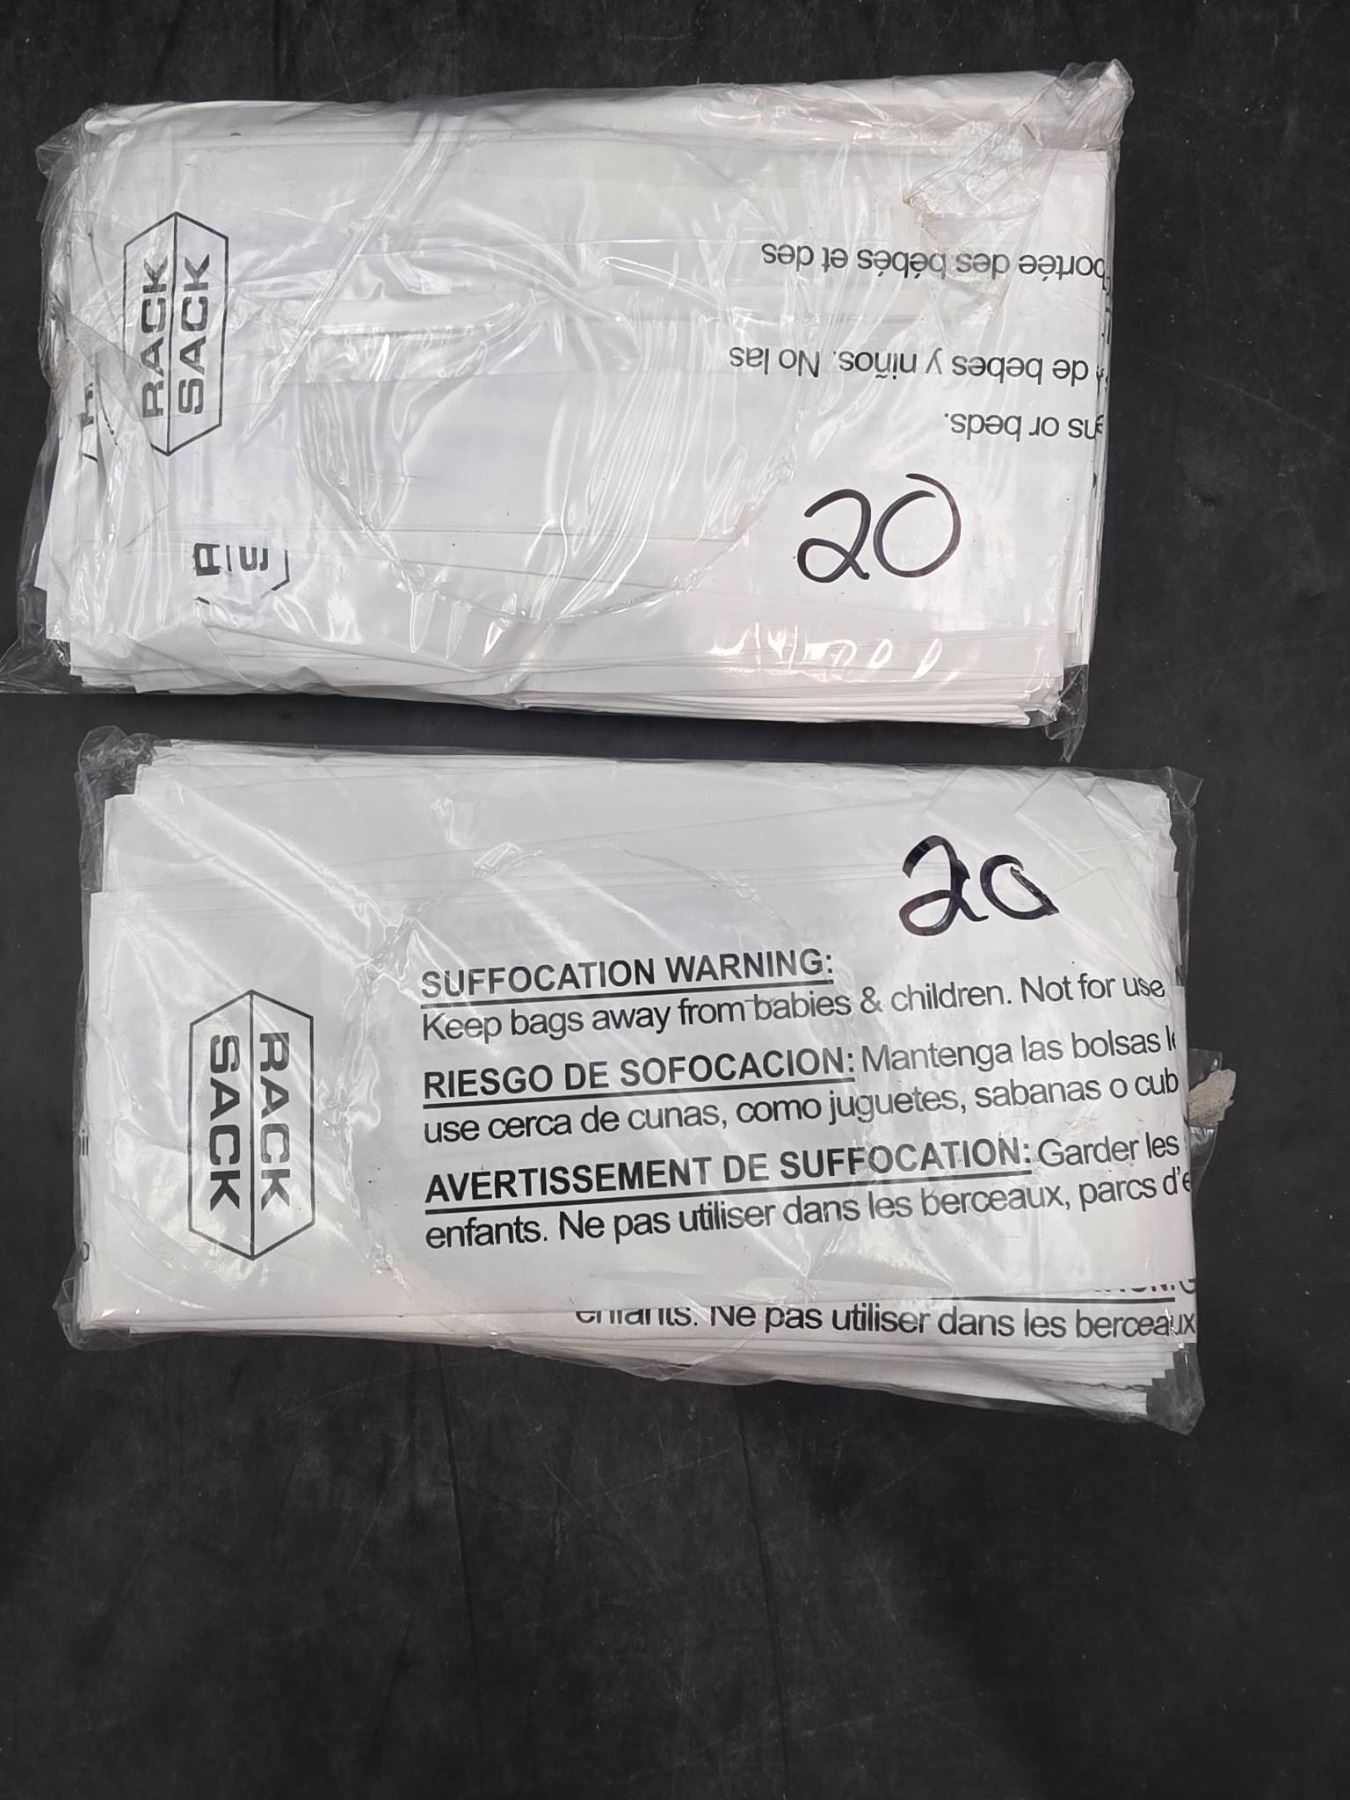 RACK
SACK
portée des bébés et des
de bebes y niños. No las
or beds.
20
20
SUFFOCATION WARNING:
Keep bags away from babies & children. Not for use
RIESGO DE SOFOCACION: Mantenga las bolsas
use cerca de cunas, como juguetes, sabanas o cub
AVERTISSEMENT DE SUFFOCATION: Garder les
enfants. Ne pas utiliser dans les berceaux, parcs d'e
RACK
SACK
enfants. Ne pas utiliser dans les berceaux